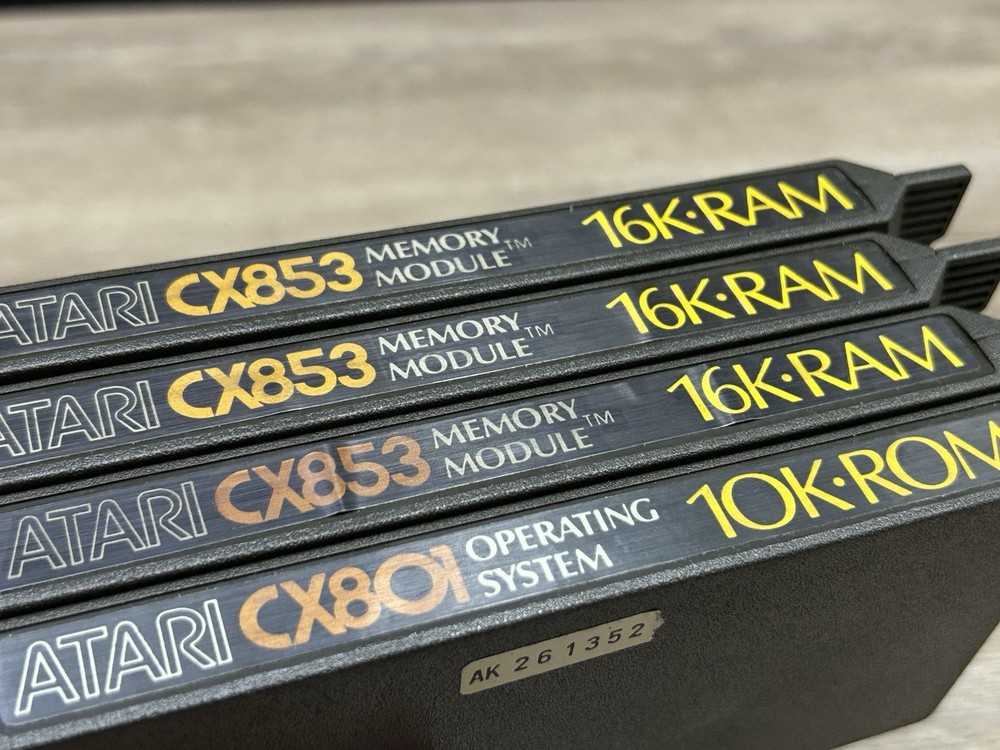 ATARI CX853 MEMORY MODULE™ 16K·RAM
ATARI CX853 MEMORY MODULE™ 16K·RAM
ATARI CX853 MEMORY MODULE™ 16K·RAM
ATARI CX801 OPERATING SYSTEM 10K·ROM
AK 261352